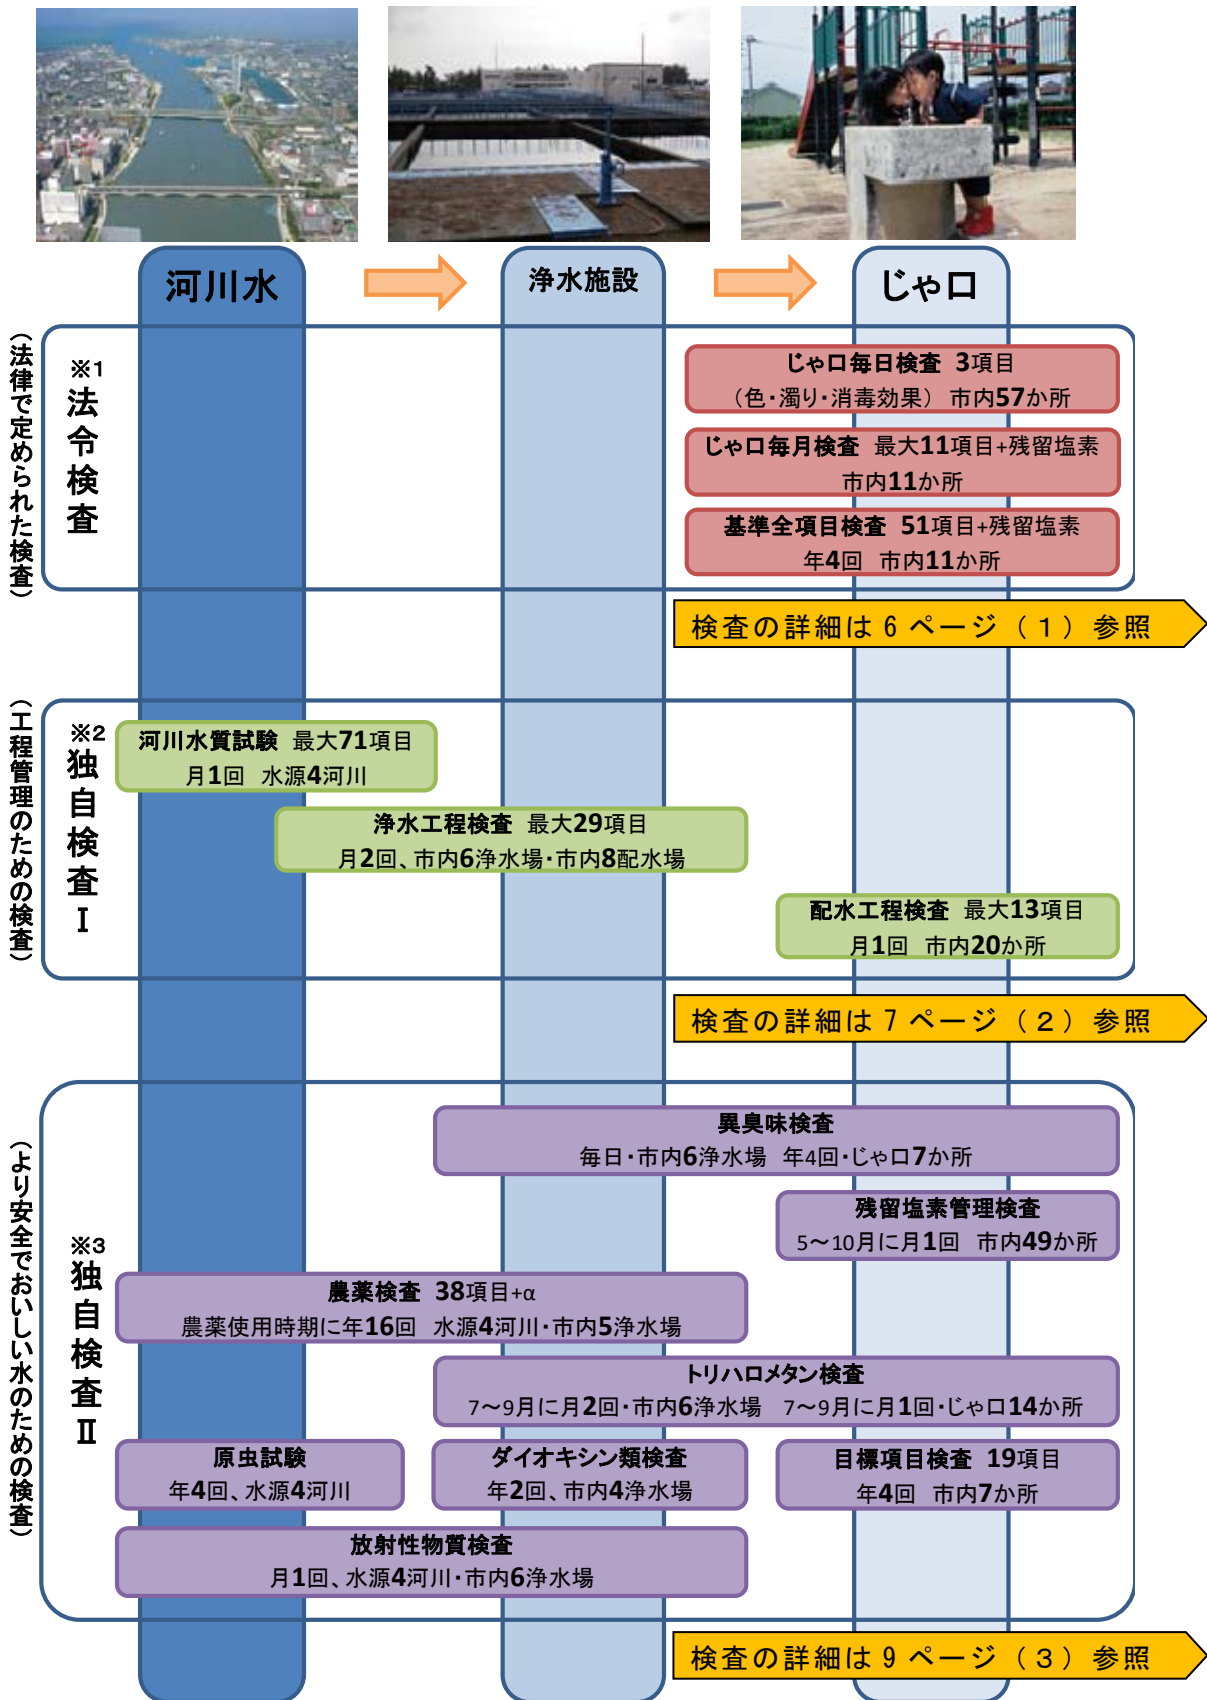 河川水
浄水施設
じゃ口
(法律で定められた検査)
※1
法令検査
じゃ口毎日検査 3項目
(色・濁り・消毒効果) 市内57か所
じゃ口毎月検査 最大11項目+残留塩素
市内11か所
基準全項目検査 51項目+残留塩素
年4回 市内11か所
検査の詳細は6ページ(1)参照
(工程管理のための検査)
※2
独自検査Ⅰ
河川水質試験 最大71項目
月1回 水源4河川
浄水工程検査 最大29項目
月2回、市内6浄水場・市内8配水場
配水工程検査 最大13項目
月1回 市内20か所
検査の詳細は7ページ(2)参照
(より安全でおいしい水のための検査)
※3
独自検査Ⅱ
異臭味検査
毎日・市内6浄水場 年4回・じゃ口7か所
残留塩素管理検査
5～10月に月1回 市内49か所
農薬検査 38項目+α
農薬使用時期に年16回 水源4河川・市内5浄水場
トリハロメタン検査
7～9月に月2回・市内6浄水場 7～9月に月1回・じゃ口14か所
原虫試験
年4回、水源4河川
ダイオキシン類検査
年2回、市内4浄水場
目標項目検査 19項目
年4回 市内7か所
放射性物質検査
月1回、水源4河川・市内6浄水場
検査の詳細は9ページ(3)参照